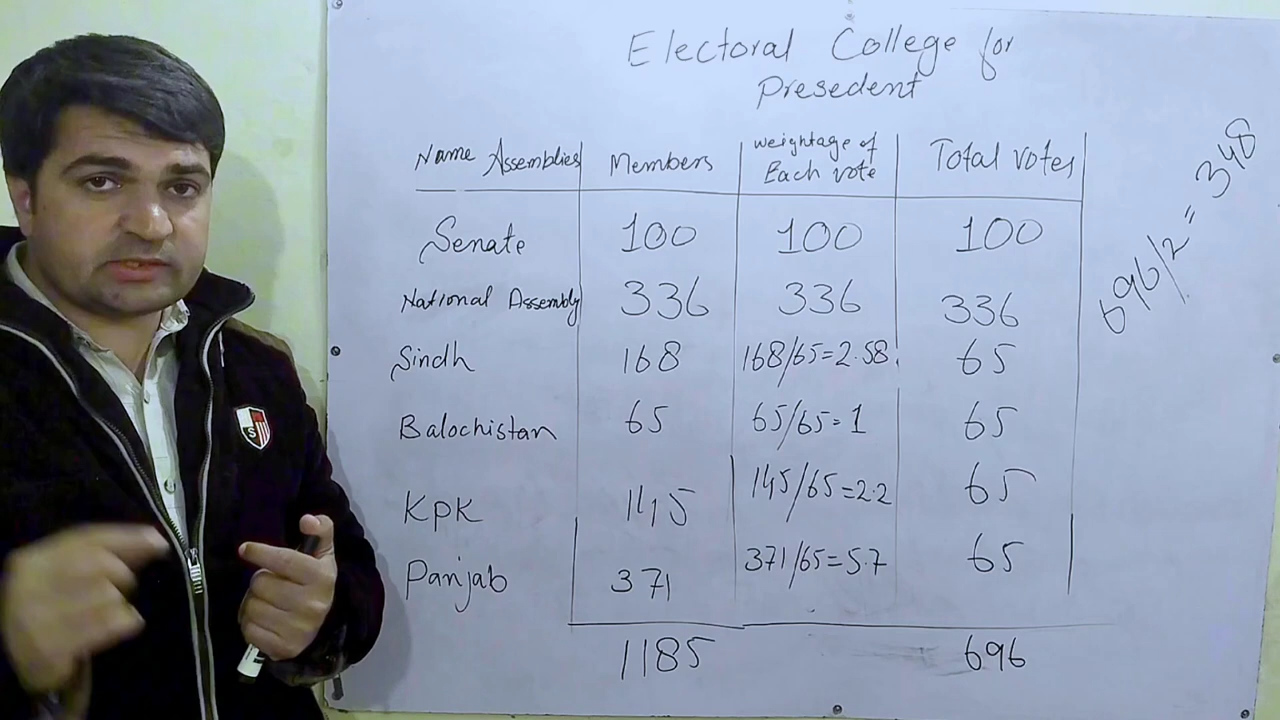 Electoral College for
Presedent
Name Assemblies Members weightage of Each vote Total votes
Senate 100 100 100
National Assembly 336 336 336
Sindh 168 168/65=2.58 65
Balochistan 65 65/65=1 65
KPK 145 145/65=2.2 65
Panjab 371 371/65=5.7 65
1185 696
696/2=348
S